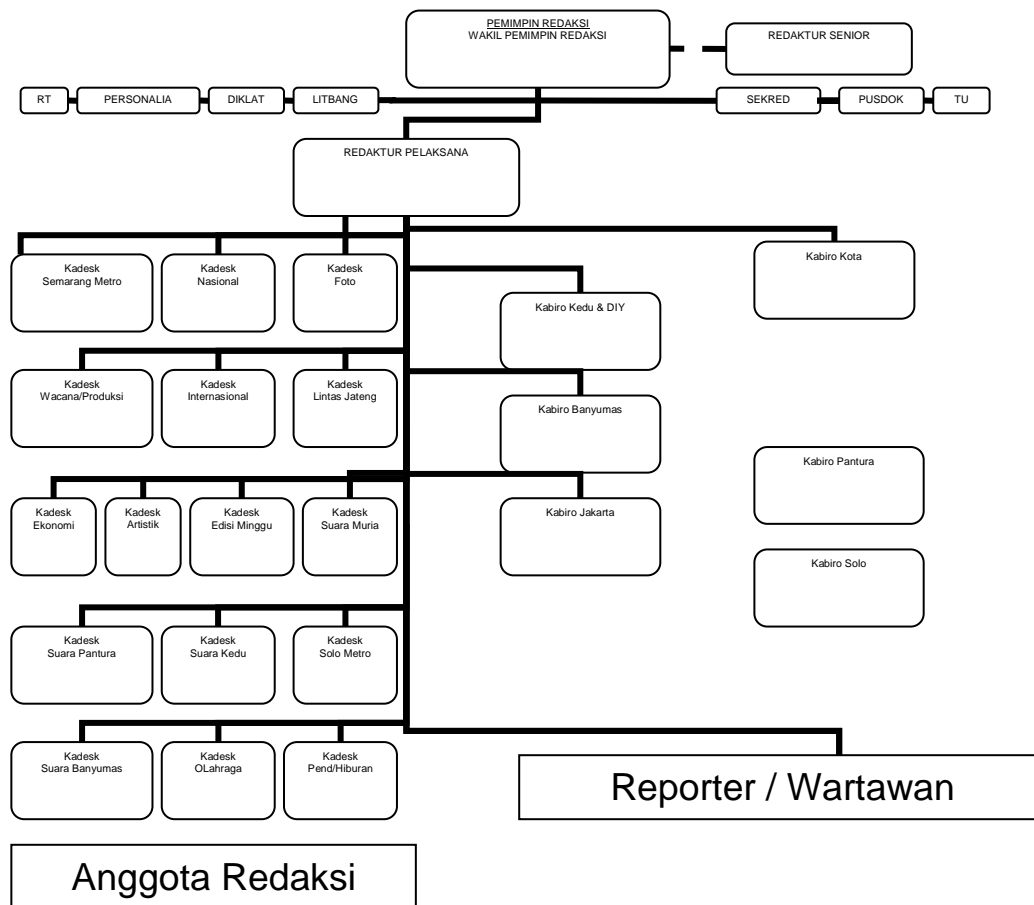 PEMIMPIN REDAKSI
WAKIL PEMIMPIN REDAKSI
REDAKTUR SENIOR
RT
PERSONALIA
DIKLAT
LITBANG
SEKRED
PUSDOK
TU
REDAKTUR PELAKSANA
Kadesk
Semarang Metro
Kadesk
Nasional
Kadesk
Foto
Kabiro Kota
Kabiro Kedu & DIY
Kadesk
Wacana/Produksi
Kadesk
Internasional
Kadesk
Lintas Jateng
Kabiro Banyumas
Kabiro Pantura
Kadesk
Ekonomi
Kadesk
Artistik
Kadesk
Edisi Minggu
Kadesk
Suara Muria
Kabiro Jakarta
Kabiro Solo
Kadesk
Suara Pantura
Kadesk
Suara Kedu
Kadesk
Solo Metro
Kadesk
Suara Banyumas
Kadesk
OLahraga
Kadesk
Pend/Hiburan
Reporter / Wartawan
Anggota Redaksi